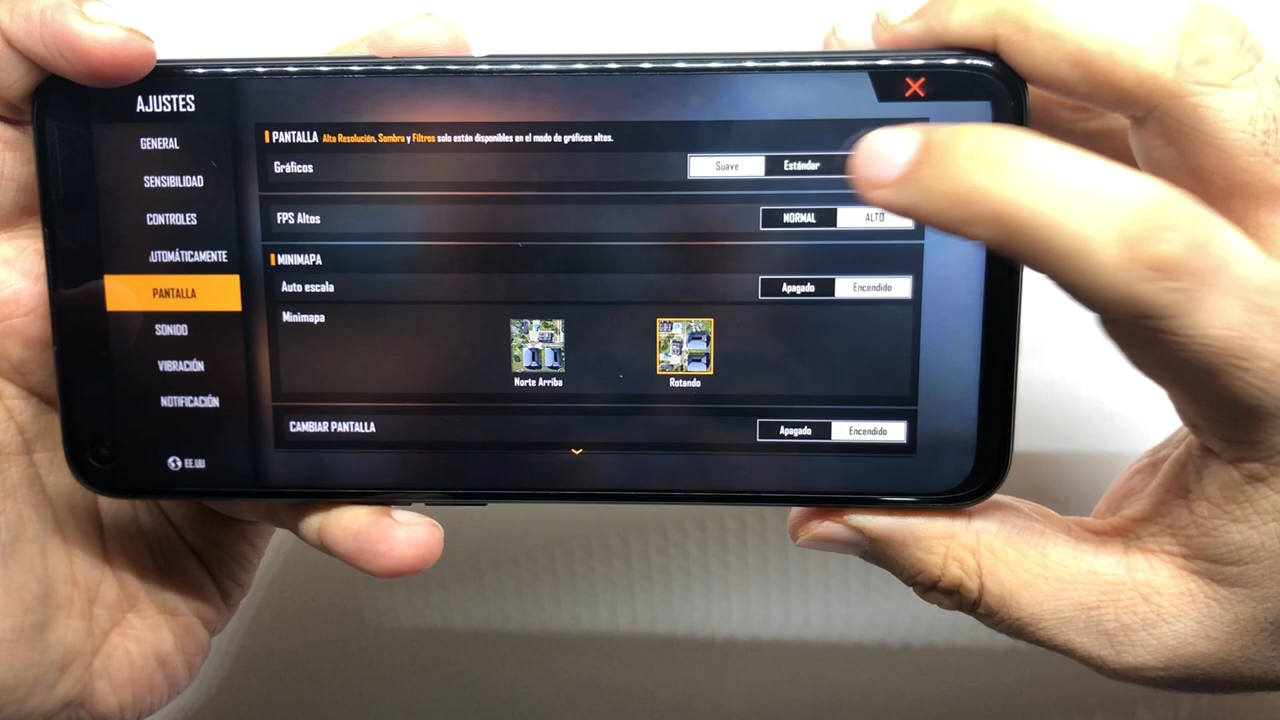 AJUSTES
GENERAL
SENSIBILIDAD
CONTROLES
AUTOMÁTICAMENTE
PANTALLA
SONIDO
VIBRACIÓN
NOTIFICACIÓN
EE.UU
PANTALLA Alta Resolución, Sombra y Filtros solo están disponibles en el modo de gráficos altos.
Gráficos Suave Estándar
FPS Altos NORMAL ALTO
MINIMAPA
Auto escala Apagado Encendido
Minimapa
Norte Arriba Rotando
CAMBIAR PANTALLA Apagado Encendido